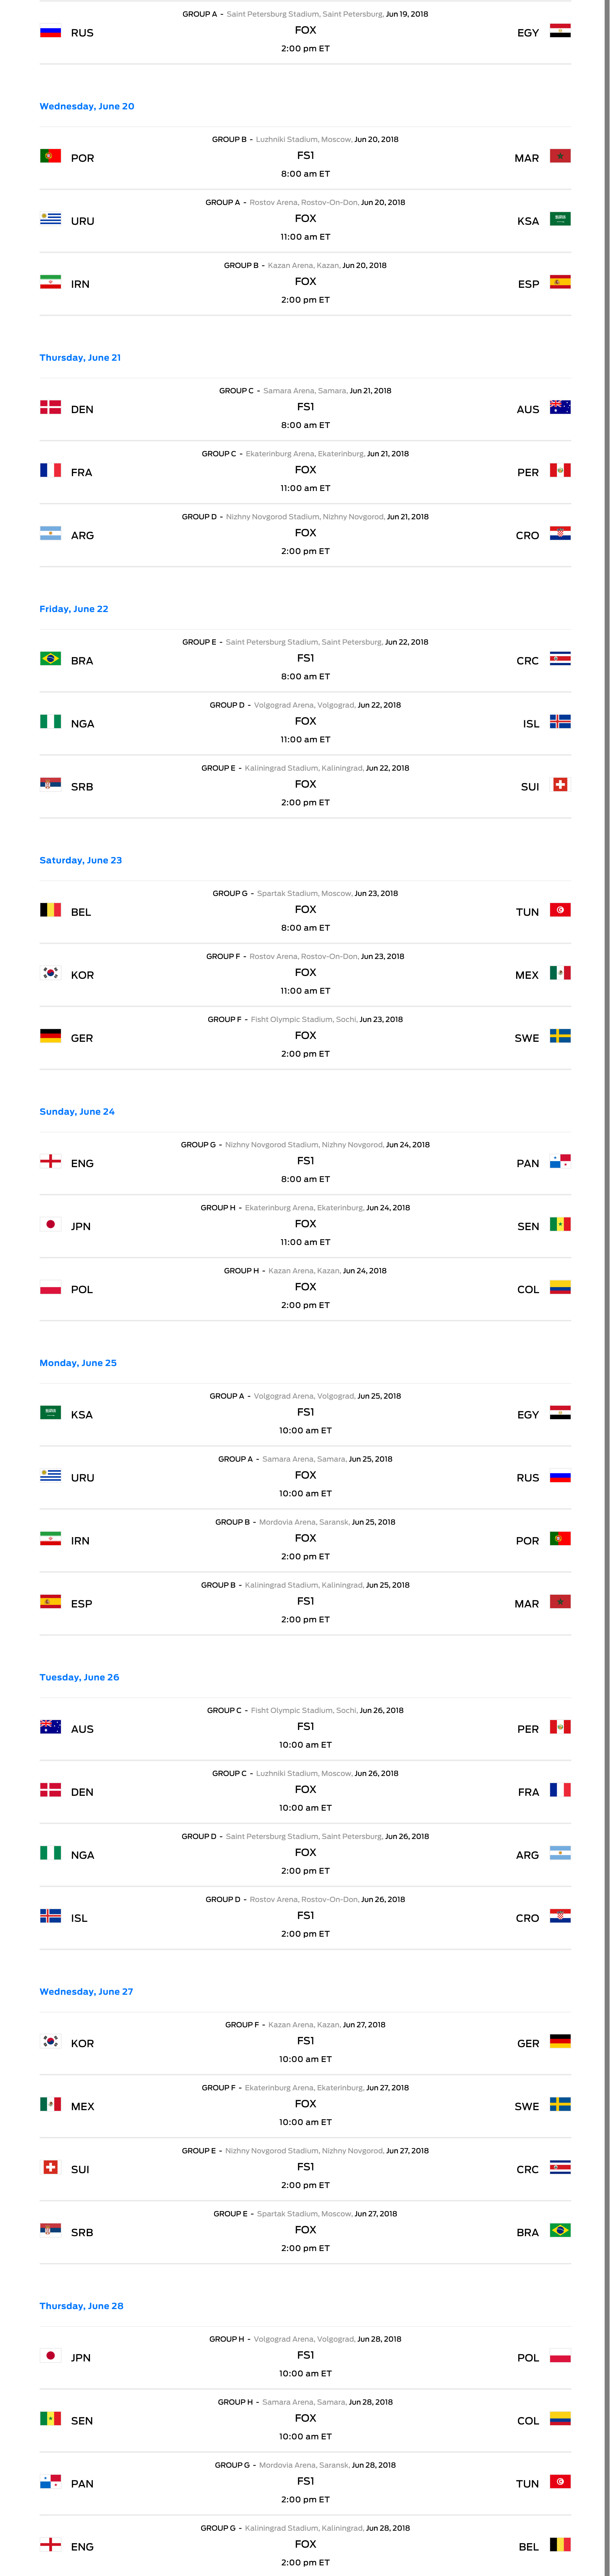 GROUP A - Saint Petersburg Stadium, Saint Petersburg, Jun 19, 2018
RUS FOX EGY
2:00 pm ET
Wednesday, June 20
GROUP B - Luzhniki Stadium, Moscow, Jun 20, 2018
POR FS1 MAR
8:00 am ET
GROUP A - Rostov Arena, Rostov-On-Don, Jun 20, 2018
URU FOX KSA
11:00 am ET
GROUP B - Kazan Arena, Kazan, Jun 20, 2018
IRN FOX ESP
2:00 pm ET
Thursday, June 21
GROUP C - Samara Arena, Samara, Jun 21, 2018
DEN FS1 AUS
8:00 am ET
GROUP C - Ekaterinburg Arena, Ekaterinburg, Jun 21, 2018
FRA FOX PER
11:00 am ET
GROUP D - Nizhny Novgorod Stadium, Nizhny Novgorod, Jun 21, 2018
ARG FOX CRO
2:00 pm ET
Friday, June 22
GROUP E - Saint Petersburg Stadium, Saint Petersburg, Jun 22, 2018
BRA FS1 CRC
8:00 am ET
GROUP D - Volgograd Arena, Volgograd, Jun 22, 2018
NGA FOX ISL
11:00 am ET
GROUP E - Kaliningrad Stadium, Kaliningrad, Jun 22, 2018
SRB FOX SUI
2:00 pm ET
Saturday, June 23
GROUP G - Spartak Stadium, Moscow, Jun 23, 2018
BEL FOX TUN
8:00 am ET
GROUP F - Rostov Arena, Rostov-On-Don, Jun 23, 2018
KOR FOX MEX
11:00 am ET
GROUP F - Fisht Olympic Stadium, Sochi, Jun 23, 2018
GER FOX SWE
2:00 pm ET
Sunday, June 24
GROUP G - Nizhny Novgorod Stadium, Nizhny Novgorod, Jun 24, 2018
ENG FS1 PAN
8:00 am ET
GROUP H - Ekaterinburg Arena, Ekaterinburg, Jun 24, 2018
JPN FOX SEN
11:00 am ET
GROUP H - Kazan Arena, Kazan, Jun 24, 2018
POL FOX COL
2:00 pm ET
Monday, June 25
GROUP A - Volgograd Arena, Volgograd, Jun 25, 2018
KSA FS1 EGY
10:00 am ET
GROUP A - Samara Arena, Samara, Jun 25, 2018
URU FOX RUS
10:00 am ET
GROUP B - Mordovia Arena, Saransk, Jun 25, 2018
IRN FOX POR
2:00 pm ET
GROUP B - Kaliningrad Stadium, Kaliningrad, Jun 25, 2018
ESP FS1 MAR
2:00 pm ET
Tuesday, June 26
GROUP C - Fisht Olympic Stadium, Sochi, Jun 26, 2018
AUS FS1 PER
10:00 am ET
GROUP C - Luzhniki Stadium, Moscow, Jun 26, 2018
DEN FOX FRA
10:00 am ET
GROUP D - Saint Petersburg Stadium, Saint Petersburg, Jun 26, 2018
NGA FOX ARG
2:00 pm ET
GROUP D - Rostov Arena, Rostov-On-Don, Jun 26, 2018
ISL FS1 CRO
2:00 pm ET
Wednesday, June 27
GROUP F - Kazan Arena, Kazan, Jun 27, 2018
KOR FS1 GER
10:00 am ET
GROUP F - Ekaterinburg Arena, Ekaterinburg, Jun 27, 2018
MEX FOX SWE
10:00 am ET
GROUP E - Nizhny Novgorod Stadium, Nizhny Novgorod, Jun 27, 2018
SUI FS1 CRC
2:00 pm ET
GROUP E - Spartak Stadium, Moscow, Jun 27, 2018
SRB FOX BRA
2:00 pm ET
Thursday, June 28
GROUP H - Volgograd Arena, Volgograd, Jun 28, 2018
JPN FS1 POL
10:00 am ET
GROUP H - Samara Arena, Samara, Jun 28, 2018
SEN FOX COL
10:00 am ET
GROUP G - Mordovia Arena, Saransk, Jun 28, 2018
PAN FS1 TUN
2:00 pm ET
GROUP G - Kaliningrad Stadium, Kaliningrad, Jun 28, 2018
ENG FOX BEL
2:00 pm ET